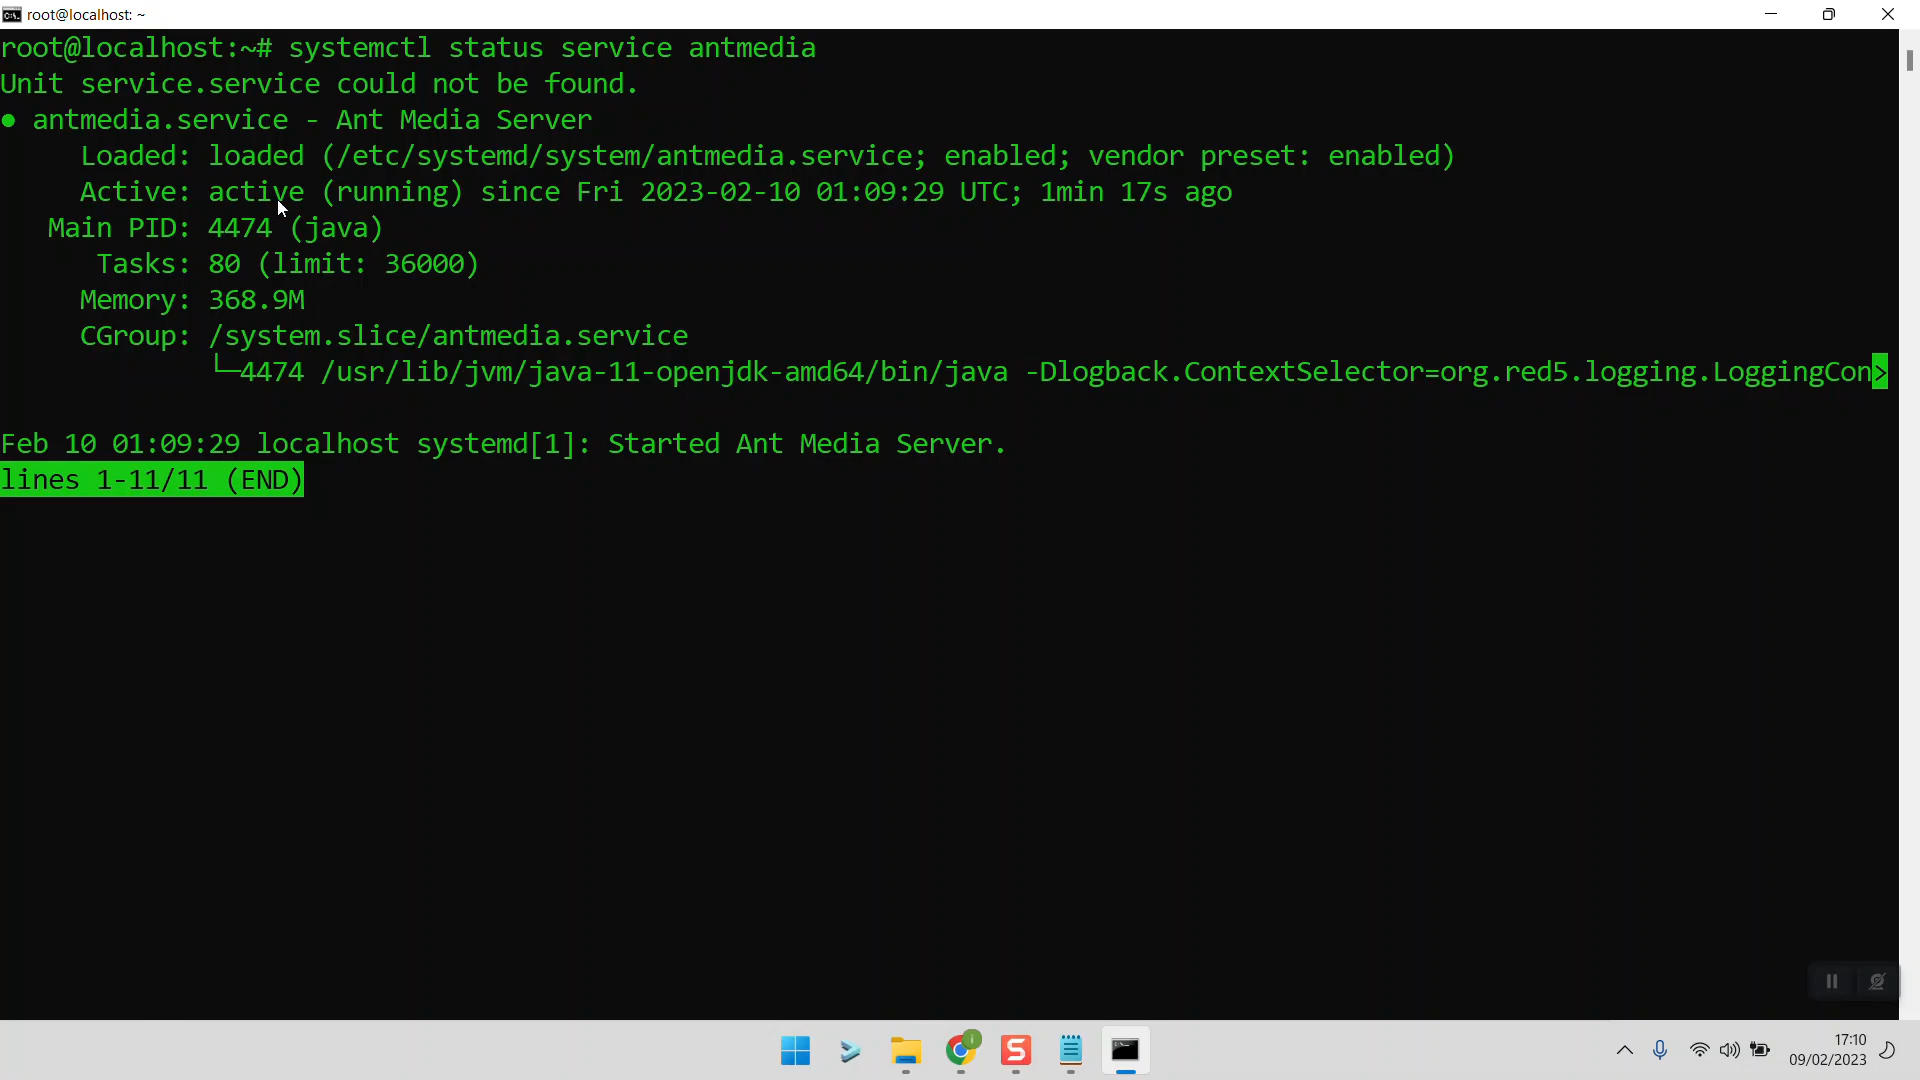 root@localhost: ~
root@localhost:~# systemctl status service antmedia
Unit service.service could not be found.
● antmedia.service - Ant Media Server
     Loaded: loaded (/etc/systemd/system/antmedia.service; enabled; vendor preset: enabled)
     Active: active (running) since Fri 2023-02-10 01:09:29 UTC; 1min 17s ago
   Main PID: 4474 (java)
      Tasks: 80 (limit: 36000)
     Memory: 368.9M
     CGroup: /system.slice/antmedia.service
             └─4474 /usr/lib/jvm/java-11-openjdk-amd64/bin/java -Dlogback.ContextSelector=org.red5.logging.LoggingCon>
Feb 10 01:09:29 localhost systemd[1]: Started Ant Media Server.
lines 1-11/11 (END)
17:10
09/02/2023